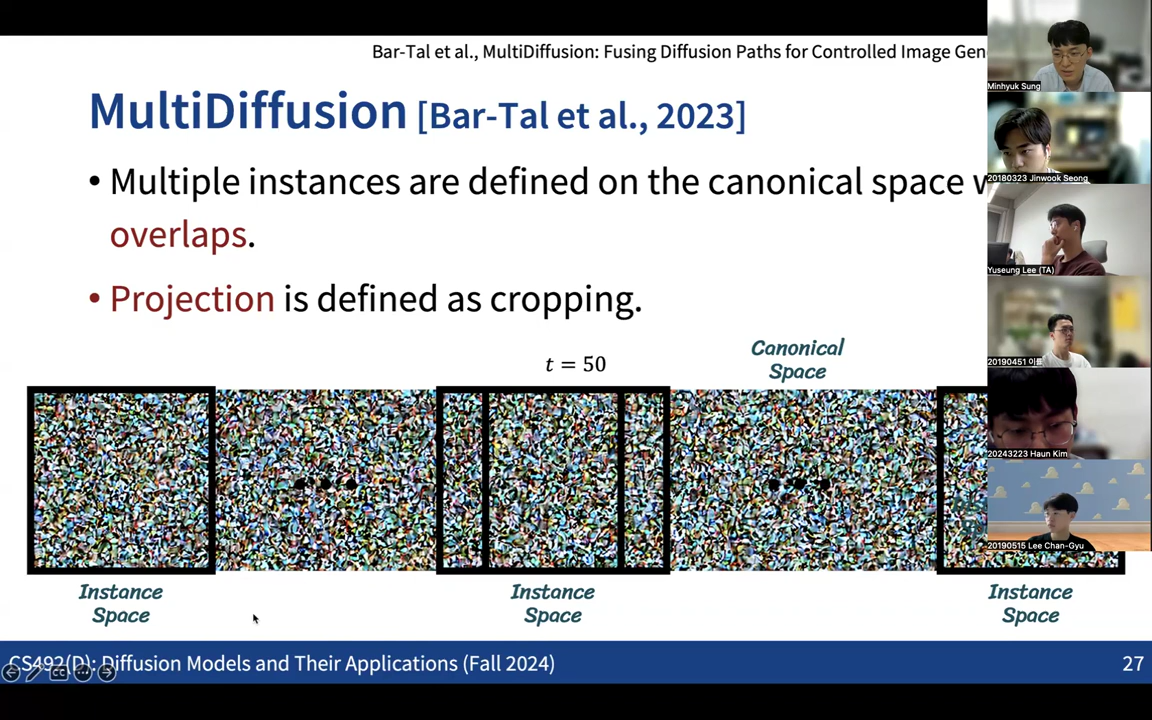 Bar-Tal et al., MultiDiffusion: Fusing Diffusion Paths for Controlled Image
MultiDiffusion [Bar-Tal et al., 2023]
• Multiple instances are defined on the canonical space
overlaps.
• Projection is defined as cropping.
t = 50
Canonical
Space
Instance
Space
Instance
Space
Instance
Space
CS492(D): Diffusion Models and Their Applications (Fall 2024)
27
Minhyuk Sung
20180323 Jinwook Seong
Yuseung Lee (TA)
20190451 이름
20243223 Haun Kim
20190515 Lee Chan-Gyu